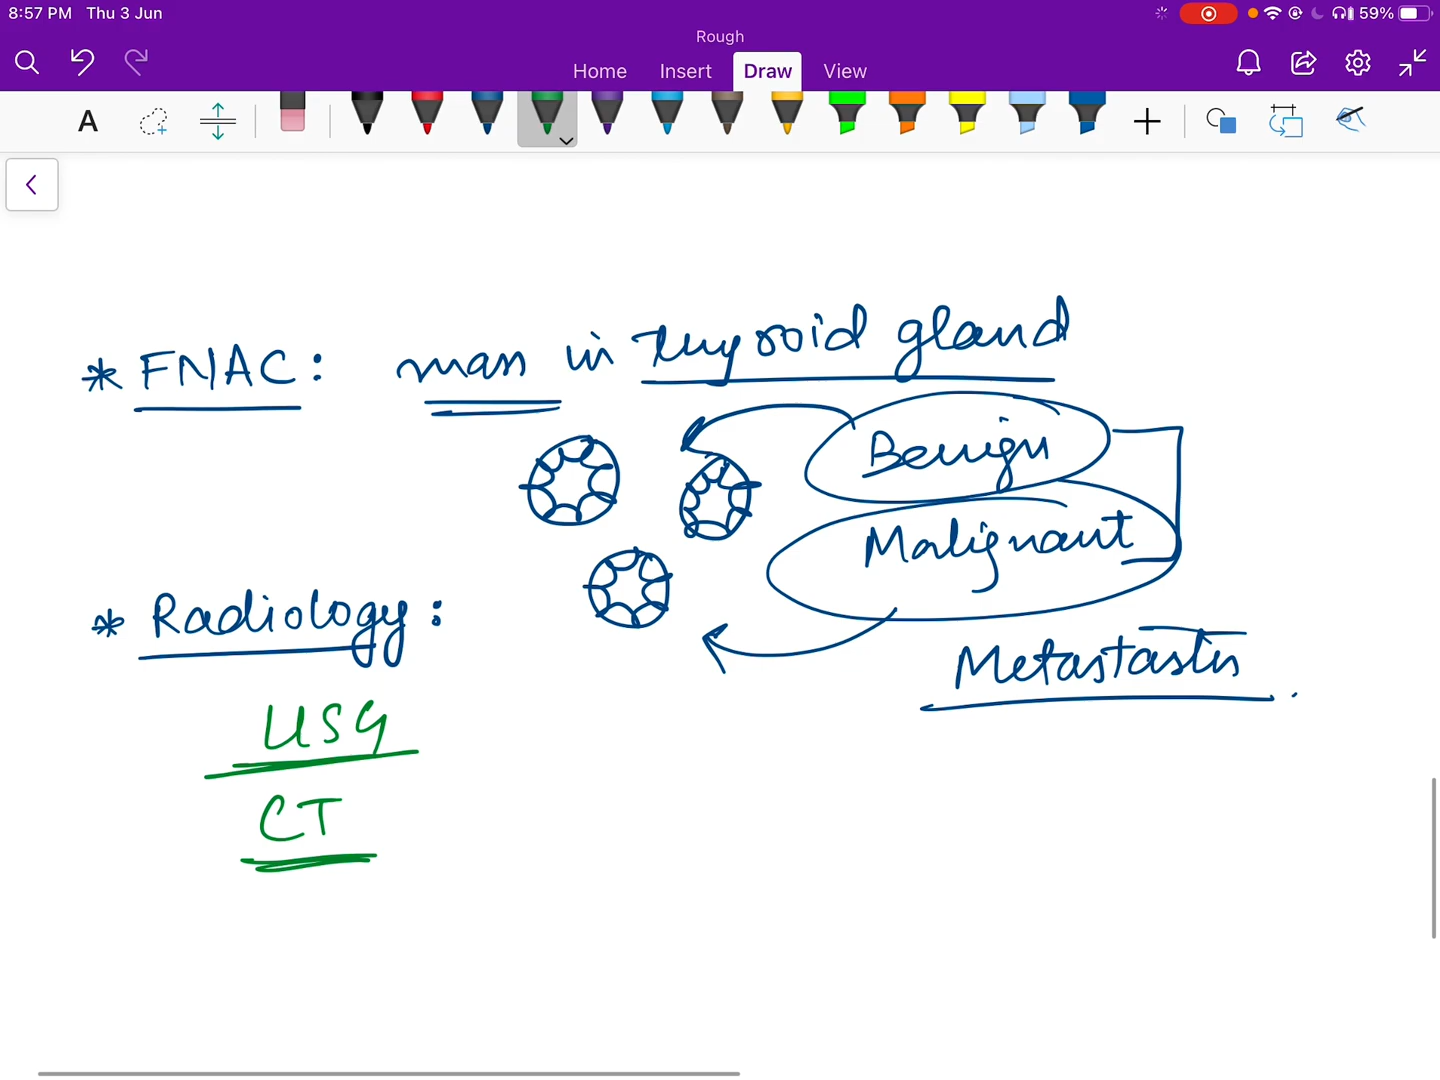 8:57 PM Thu 3 Jun
59%
Rough
Home Insert Draw View
A
* FNAC: mass in thyroid gland
Benign
Malignant
* Radiology:
Metastasis
USG
CT